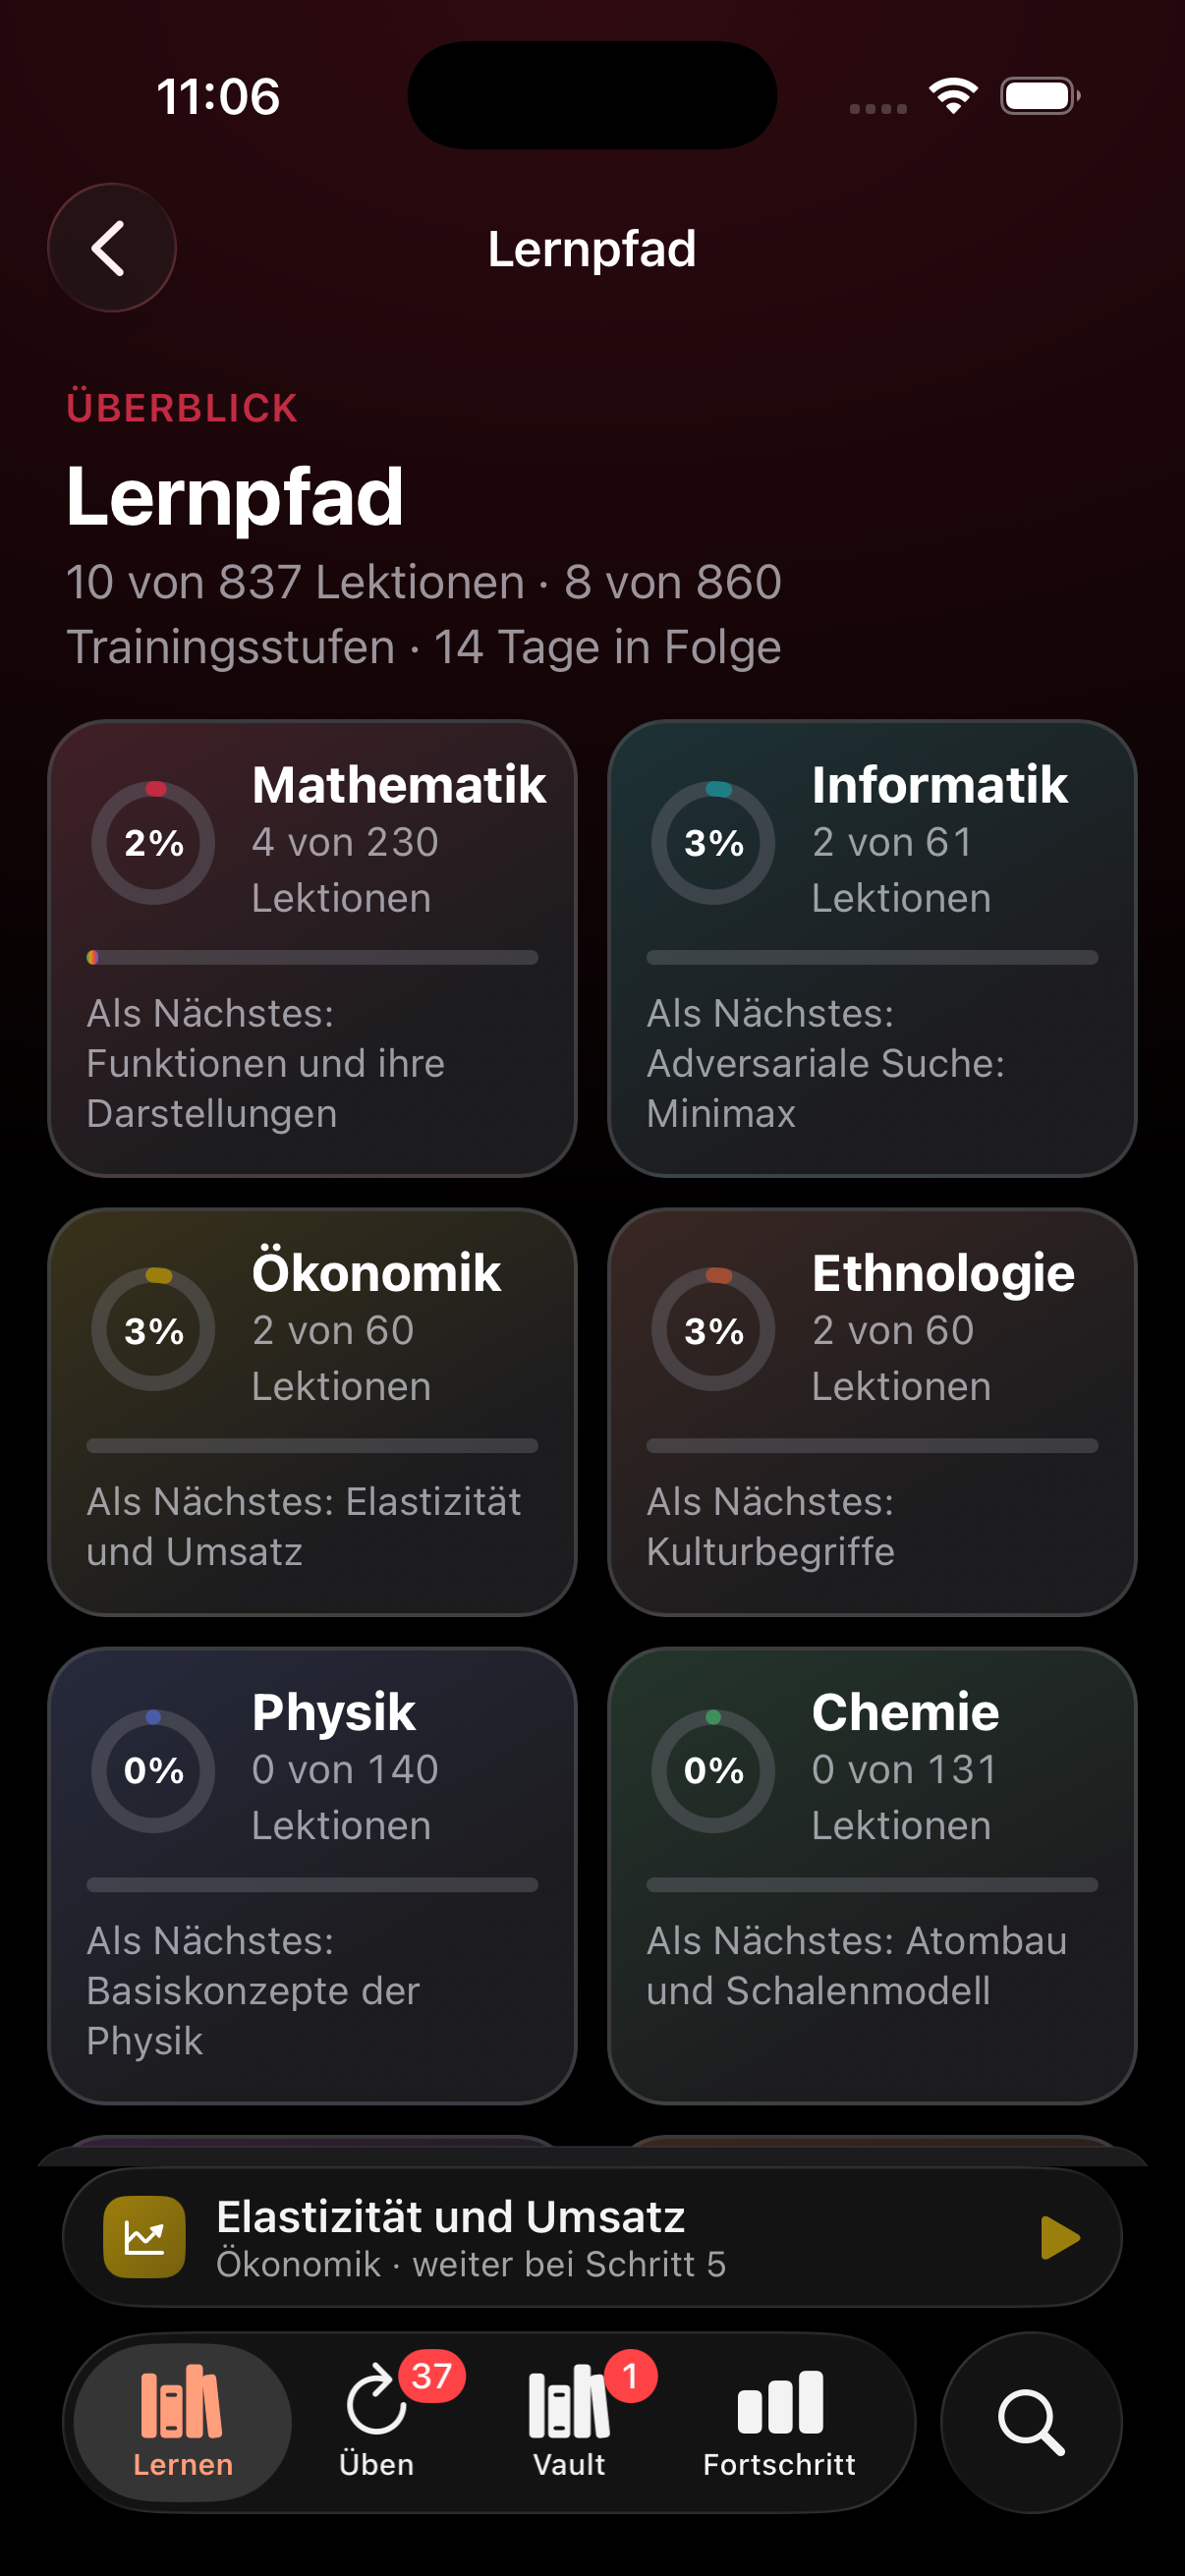 11:06
Lernpfad
ÜBERBLICK
Lernpfad
10 von 837 Lektionen · 8 von 860
Trainingsstufen · 14 Tage in Folge
2%
Mathematik
4 von 230
Lektionen
Als Nächstes:
Funktionen und ihre
Darstellungen
3%
Informatik
2 von 61
Lektionen
Als Nächstes:
Adversariale Suche:
Minimax
3%
Ökonomik
2 von 60
Lektionen
Als Nächstes: Elastizität
und Umsatz
3%
Ethnologie
2 von 60
Lektionen
Als Nächstes:
Kulturbegriffe
0%
Physik
0 von 140
Lektionen
Als Nächstes:
Basiskonzepte der
Physik
0%
Chemie
0 von 131
Lektionen
Als Nächstes: Atombau
und Schalenmodell
Elastizität und Umsatz
Ökonomik · weiter bei Schritt 5
Lernen
37
Üben
1
Vault
Fortschritt